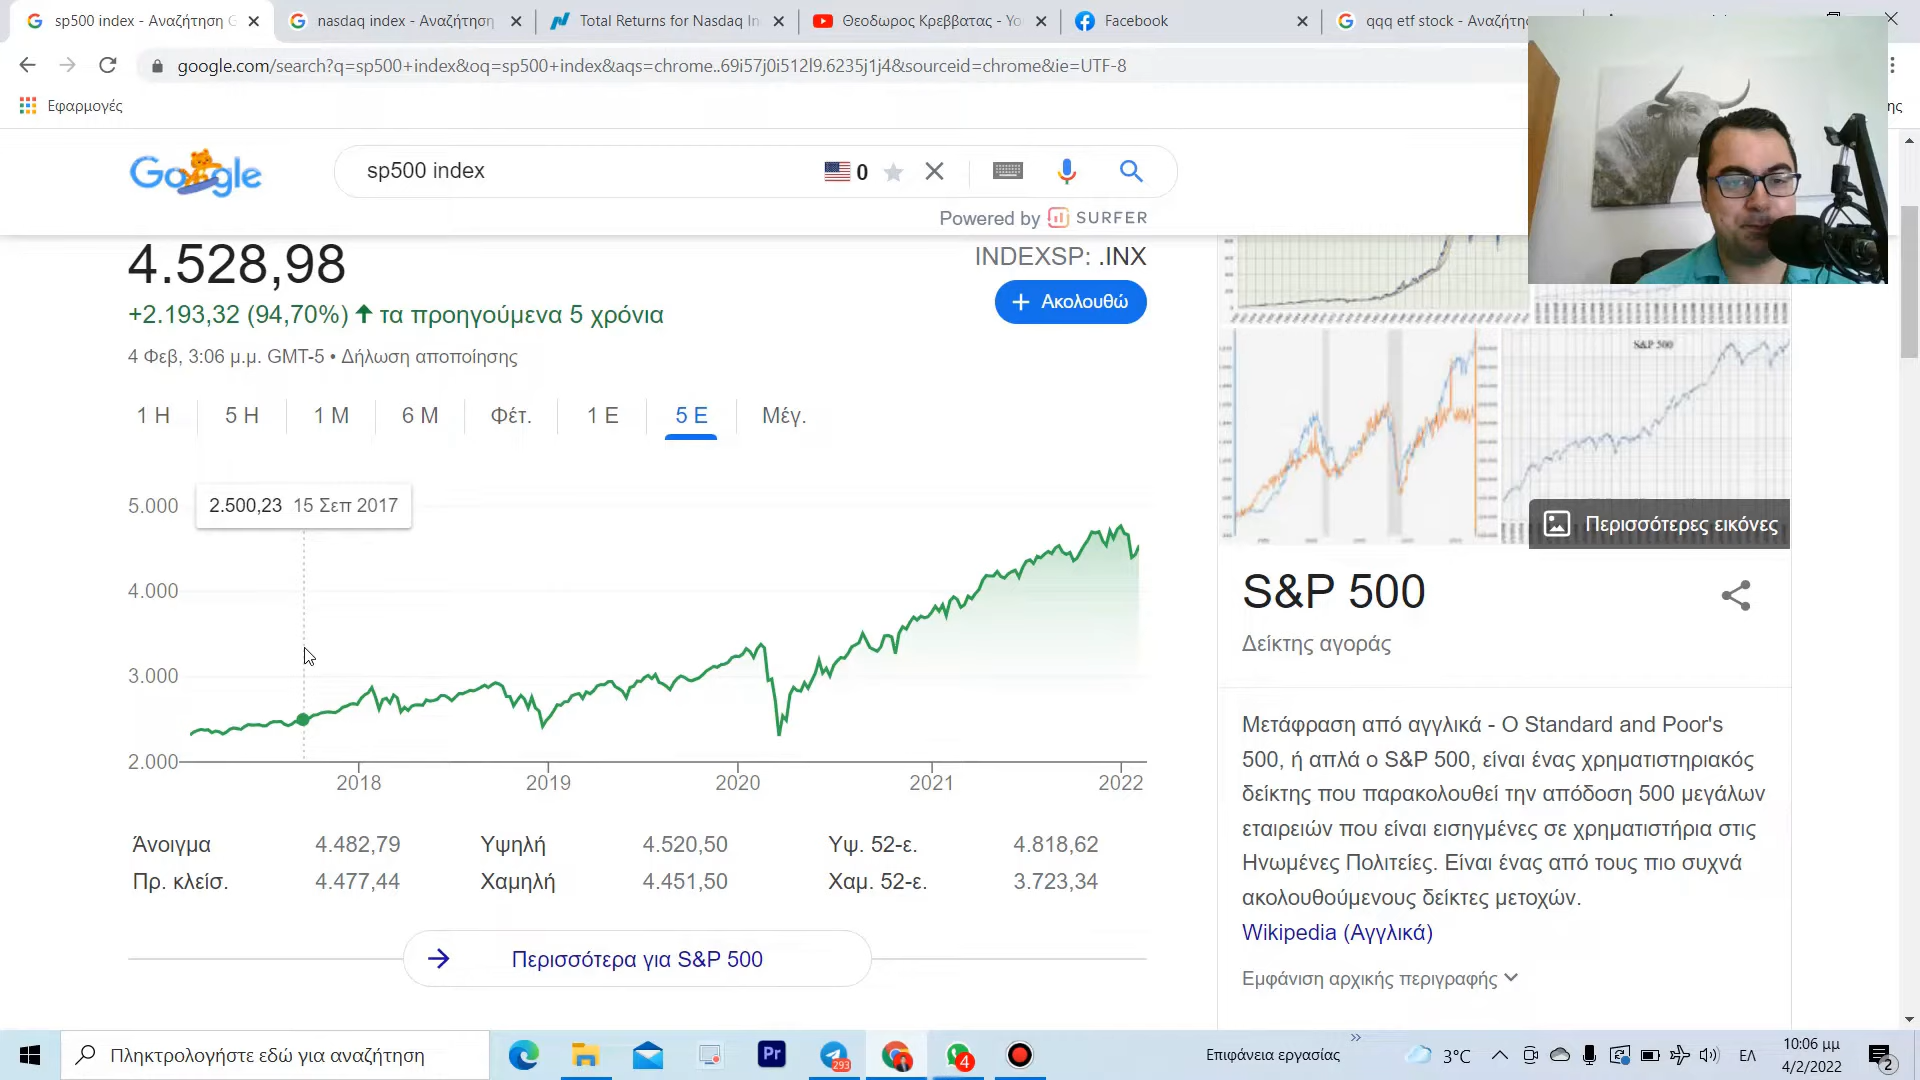 sp500 index - Αναζήτηση G
nasdaq index - Αναζήτηση
Total Returns for Nasdaq In
Θεοδωρος Κρεββατας - Yo
Facebook
qqq etf stock - Αναζήτησ
google.com/search?q=sp500+index&oq=sp500+index&aqs=chrome..69i57j0i512l9.6235j1j4&sourceid=chrome&ie=UTF-8
Εφαρμογές
ης
Google
sp500 index
0
Powered by SURFER
4.528,98
INDEXSP: .INX
+2.193,32 (94,70%) τα προηγούμενα 5 χρόνια
+ Ακολουθώ
4 Φεβ, 3:06 μ.μ. GMT-5 • Δήλωση αποποίησης
1 Η
5 Η
1 Μ
6 Μ
Φέτ.
1 Ε
5 Ε
Μέγ.
2.500,23 15 Σεπ 2017
5.000
4.000
3.000
2.000
2018
2019
2020
2021
2022
Άνοιγμα 4.482,79
Υψηλή 4.520,50
Υψ. 52-ε. 4.818,62
Πρ. κλείσ. 4.477,44
Χαμηλή 4.451,50
Χαμ. 52-ε. 3.723,34
Περισσότερα για S&P 500
S&P 500
Περισσότερες εικόνες
S&P 500
Δείκτης αγοράς
Μετάφραση από αγγλικά - Ο Standard and Poor's
500, ή απλά ο S&P 500, είναι ένας χρηματιστηριακός
δείκτης που παρακολουθεί την απόδοση 500 μεγάλων
εταιρειών που είναι εισηγμένες σε χρηματιστήρια στις
Ηνωμένες Πολιτείες. Είναι ένας από τους πιο συχνά
ακολουθούμενους δείκτες μετοχών.
Wikipedia (Αγγλικά)
Εμφάνιση αρχικής περιγραφής
Πληκτρολογήστε εδώ για αναζήτηση
Pr
293
4
Επιφάνεια εργασίας
3°C
ΕΛ
10:06 μμ
4/2/2022
2